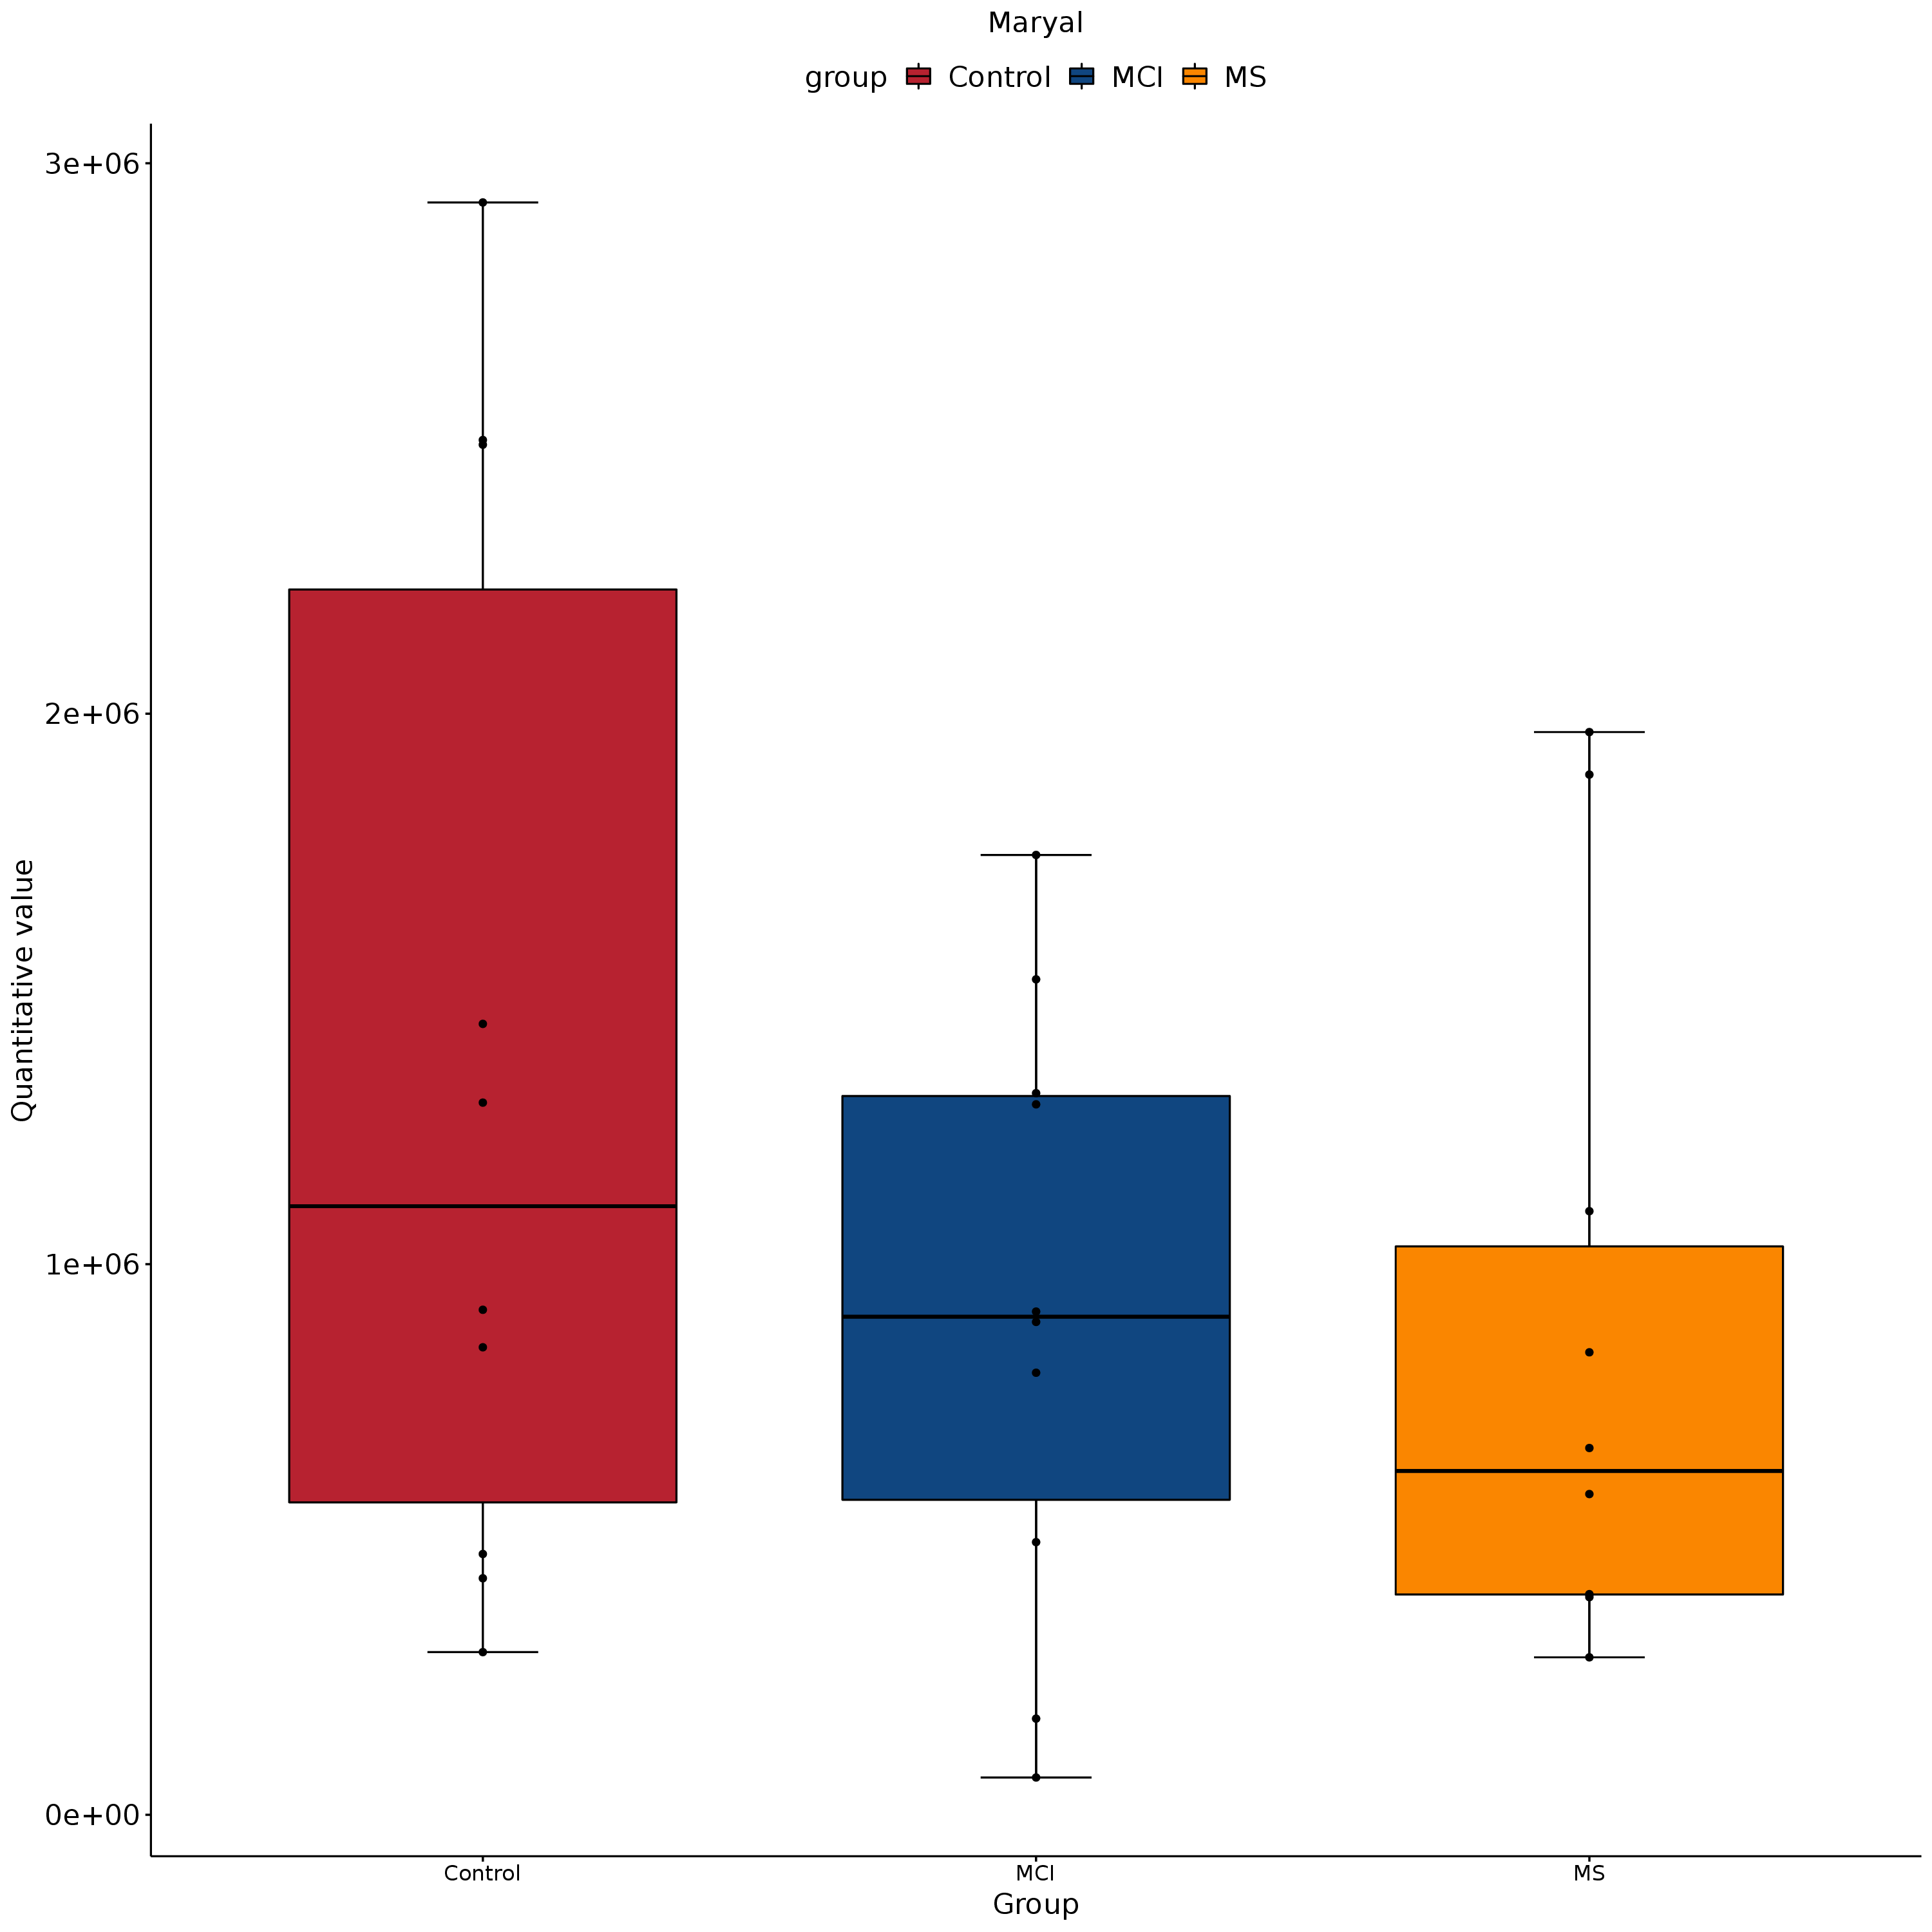 Maryal
group Control MCI MS
3e+06
2e+06
1e+06
0e+00
Quantitative value
Control MCI MS
Group